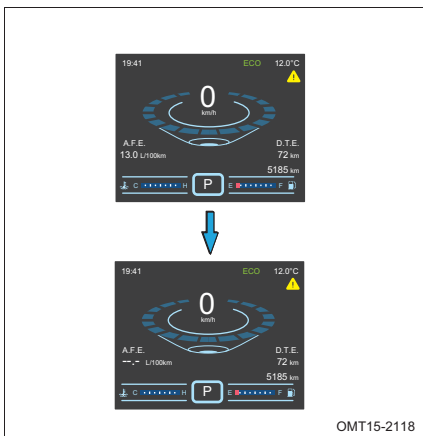 19:41 ECO 12.0°C
0
km/h
A.F.E. D.T.E.
13.0 L/100km 72 km
5185 km
C H P E F
19:41 ECO 12.0°C
0
km/h
A.F.E. D.T.E.
--.- L/100km 72 km
5185 km
C H P E F
OMT15-2118